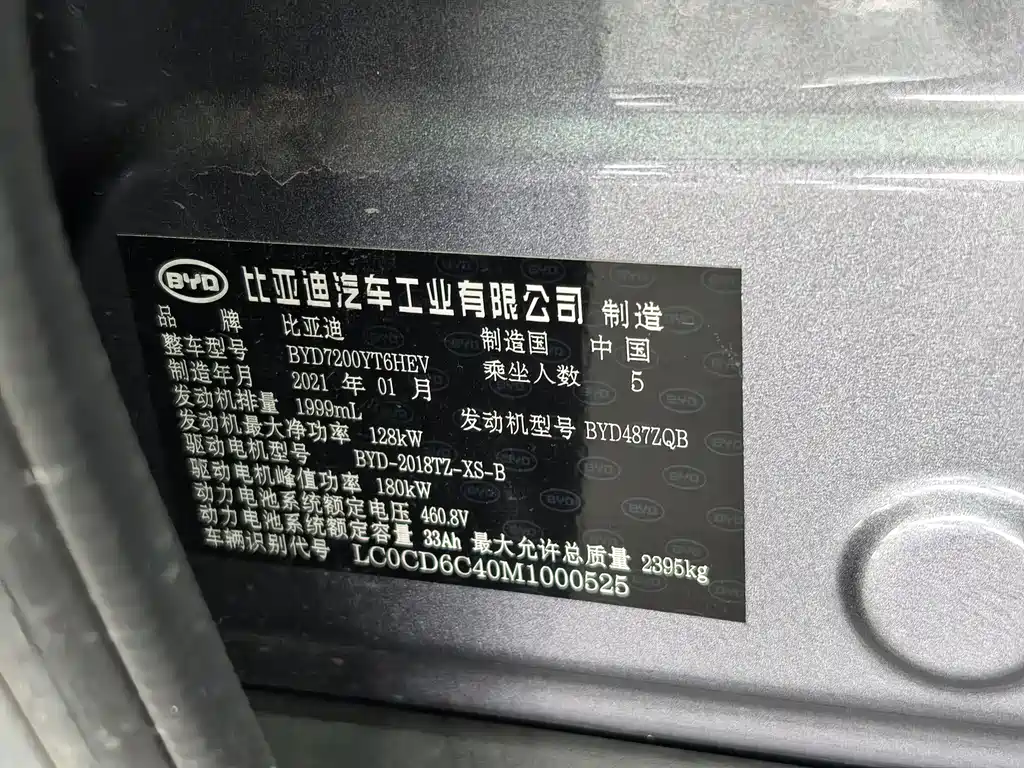 BYD 比亚迪汽车工业有限公司 制造
品 牌 比亚迪 制造国 中国
整车型号 BYD7200YT6HEV 乘坐人数 5
制造年月 2021 年 01 月
发动机排量 1999mL 发动机型号 BYD487ZQB
发动机最大净功率 128kW
驱动电机型号 BYD-2018TZ-XS-B
驱动电机峰值功率 180kW
动力电池系统额定电压 460.8V
动力电池系统额定容量 33Ah 最大允许总质量 2395kg
车辆识别代号 LC0CD6C40M1000525